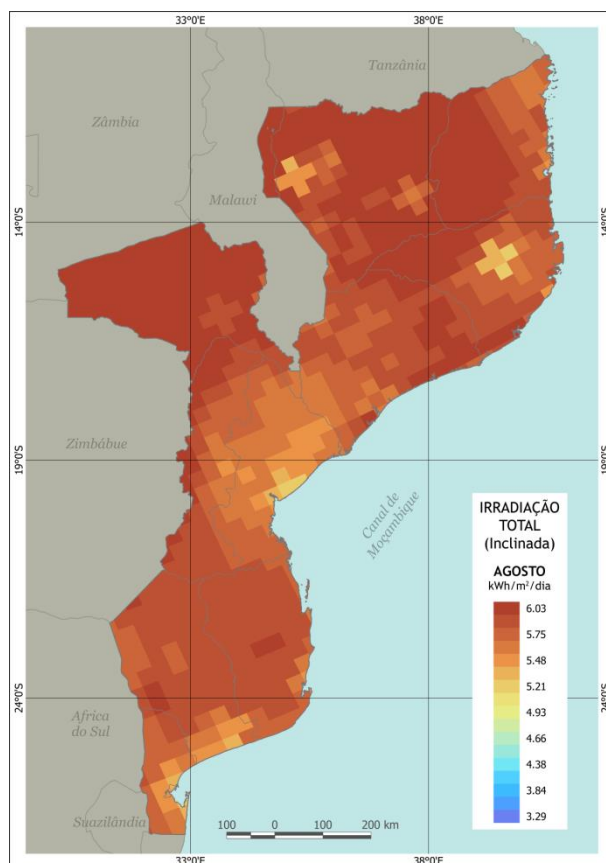 33°0'E
38°0'E
Tanzânia
Zâmbia
Malawi
14°0'S
14°0'S
Zimbábue
19°0'S
19°0'S
Canal de
Moçambique
IRRADIAÇÃO
TOTAL
(Inclinada)
AGOSTO
kWh/m²/dia
6.03
5.75
5.48
5.21
4.93
4.66
4.38
3.84
3.29
24°0'S
24°0'S
Africa
do Sul
Suazilândia
100 0 100 200 km
33°0'E
38°0'E